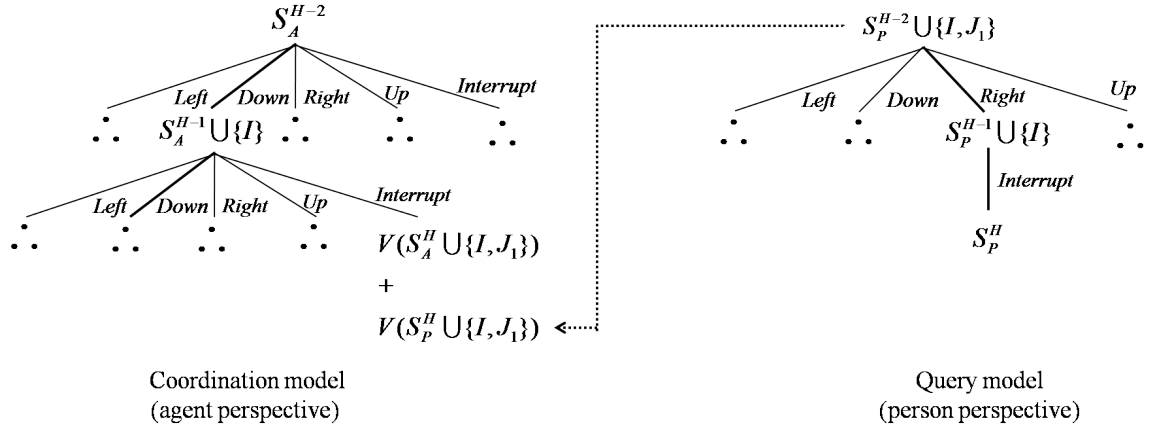 S_A^{H-2}
Left Down Right Up Interrupt
S_A^{H-1} ⋃{I}
Left Down Right Up Interrupt
V(S_A^H ⋃{I, J_1})
+
V(S_P^H ⋃{I, J_1})
Coordination model
(agent perspective)
S_P^{H-2} ⋃{I, J_1}
Left Down Right Up
S_P^{H-1} ⋃{I}
Interrupt
S_P^H
Query model
(person perspective)